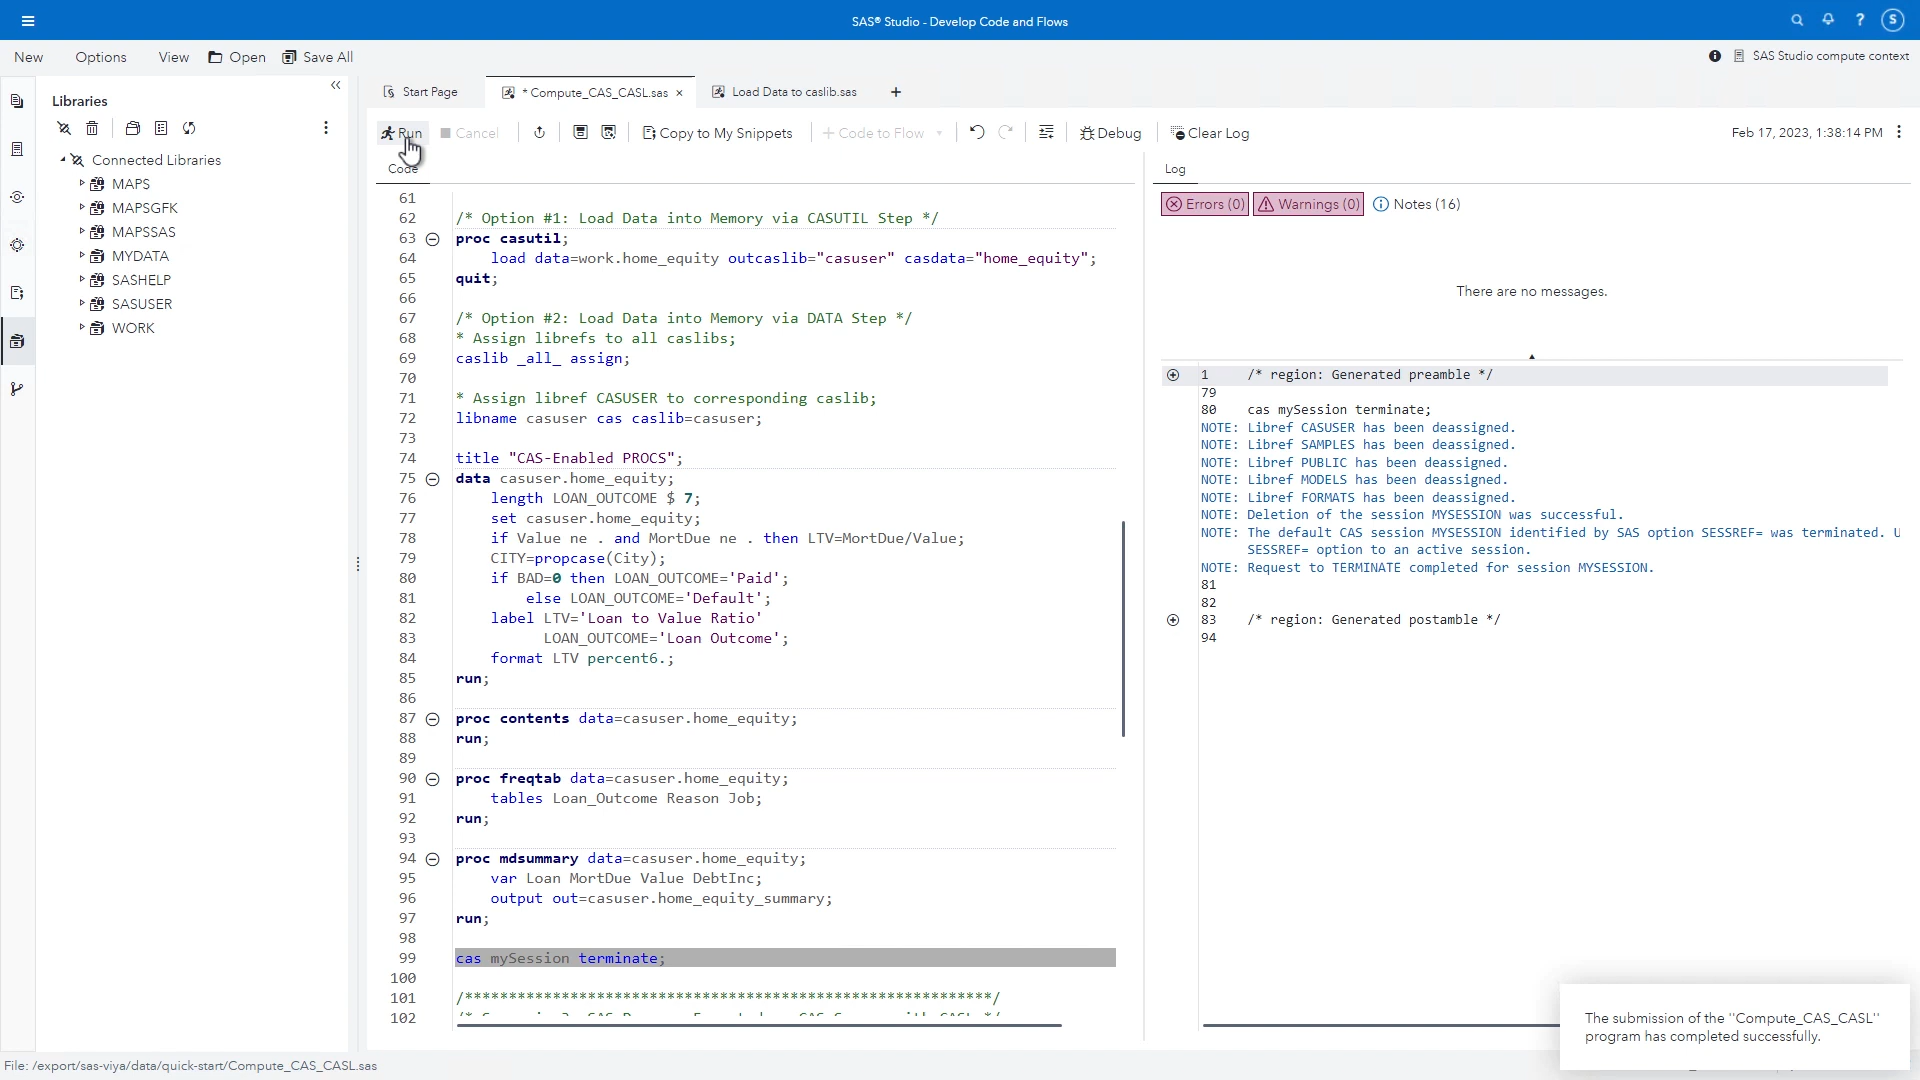 SAS® Studio - Develop Code and Flows
S
New Options View Open Save All
SAS Studio compute context
Libraries
Connected Libraries
MAPS
MAPSGFK
MAPSSAS
MYDATA
SASHELP
SASUSER
WORK
Start Page
* Compute_CAS_CASL.sas ×
Load Data to caslib.sas
+
Run Cancel Copy to My Snippets + Code to Flow Debug Clear Log
Feb 17, 2023, 1:38:14 PM
Code
61
62 /* Option #1: Load Data into Memory via CASUTIL Step */
63 proc casutil;
64 load data=work.home_equity outcaslib="casuser" casdata="home_equity";
65 quit;
66
67 /* Option #2: Load Data into Memory via DATA Step */
68 * Assign librefs to all caslibs;
69 caslib _all_ assign;
70
71 * Assign libref CASUSER to corresponding caslib;
72 libname casuser cas caslib=casuser;
73
74 title "CAS-Enabled PROCS";
75 data casuser.home_equity;
76 length LOAN_OUTCOME $ 7;
77 set casuser.home_equity;
78 if Value ne . and MortDue ne . then LTV=MortDue/Value;
79 CITY=propcase(City);
80 if BAD=0 then LOAN_OUTCOME='Paid';
81 else LOAN_OUTCOME='Default';
82 label LTV='Loan to Value Ratio'
83 LOAN_OUTCOME='Loan Outcome';
84 format LTV percent6.;
85 run;
86
87 proc contents data=casuser.home_equity;
88 run;
89
90 proc freqtab data=casuser.home_equity;
91 tables Loan_Outcome Reason Job;
92 run;
93
94 proc mdsummary data=casuser.home_equity;
95 var Loan MortDue Value DebtInc;
96 output out=casuser.home_equity_summary;
97 run;
98
99 cas mySession terminate;
100
101 /************************************************************/
102
Log
Errors (0) Warnings (0) Notes (16)
There are no messages.
1 /* region: Generated preamble */
79
80 cas mySession terminate;
NOTE: Libref CASUSER has been deassigned.
NOTE: Libref SAMPLES has been deassigned.
NOTE: Libref PUBLIC has been deassigned.
NOTE: Libref MODELS has been deassigned.
NOTE: Libref FORMATS has been deassigned.
NOTE: Deletion of the session MYSESSION was successful.
NOTE: The default CAS session MYSESSION identified by SAS option SESSREF= was terminated. U
SESSREF= option to an active session.
NOTE: Request to TERMINATE completed for session MYSESSION.
81
82
83 /* region: Generated postamble */
94
The submission of the "Compute_CAS_CASL"
program has completed successfully.
File: /export/sas-viya/data/quick-start/Compute_CAS_CASL.sas